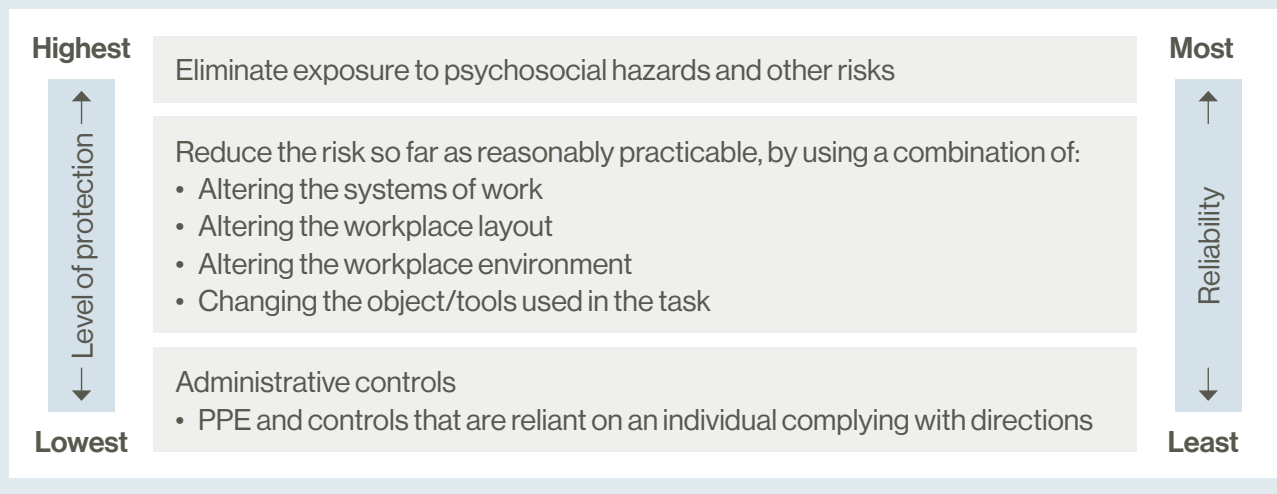 Highest
Level of protection
Lowest
Eliminate exposure to psychosocial hazards and other risks
Reduce the risk so far as reasonably practicable, by using a combination of:
• Altering the systems of work
• Altering the workplace layout
• Altering the workplace environment
• Changing the object/tools used in the task
Administrative controls
• PPE and controls that are reliant on an individual complying with directions
Most
Reliability
Least